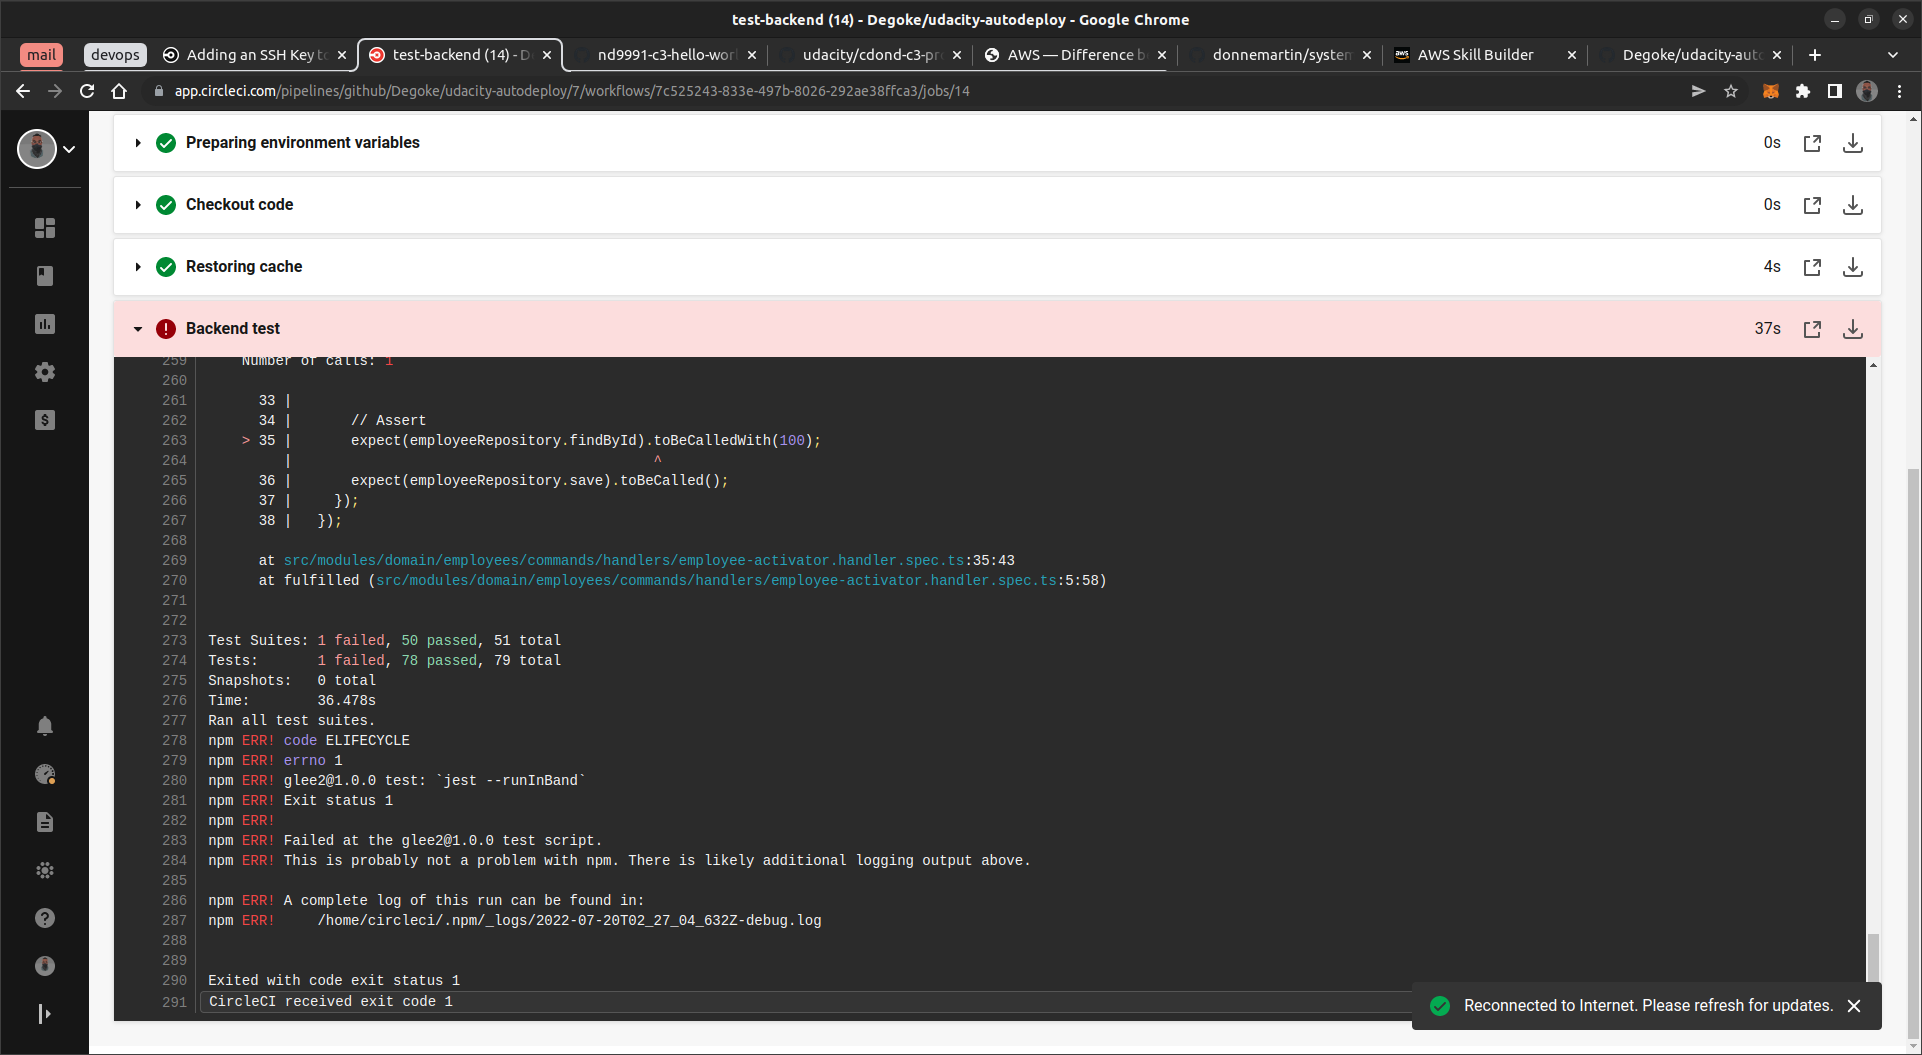 test-backend (14) - Degoke/udacity-autodeploy - Google Chrome
mail
devops
Adding an SSH Key to
test-backend (14) - D
nd9991-c3-hello-wor
udacity/cdond-c3-pr
AWS — Difference b
donnemartin/system
AWS Skill Builder
Degoke/udacity-auto
app.circleci.com/pipelines/github/Degoke/udacity-autodeploy/7/workflows/7c525243-833e-497b-8026-292ae38ffca3/jobs/14
Preparing environment variables 0s
Checkout code 0s
Restoring cache 4s
Backend test 37s
259 Number of calls: 1
260
261 33 |
262 34 | // Assert
263 > 35 | expect(employeeRepository.findById).toBeCalledWith(100);
264 | ^
265 36 | expect(employeeRepository.save).toBeCalled();
266 37 | });
267 38 | });
268
269 at src/modules/domain/employees/commands/handlers/employee-activator.handler.spec.ts:35:43
270 at fulfilled (src/modules/domain/employees/commands/handlers/employee-activator.handler.spec.ts:5:58)
271
272
273 Test Suites: 1 failed, 50 passed, 51 total
274 Tests: 1 failed, 78 passed, 79 total
275 Snapshots: 0 total
276 Time: 36.478s
277 Ran all test suites.
278 npm ERR! code ELIFECYCLE
279 npm ERR! errno 1
280 npm ERR! glee2@1.0.0 test: `jest --runInBand`
281 npm ERR! Exit status 1
282 npm ERR!
283 npm ERR! Failed at the glee2@1.0.0 test script.
284 npm ERR! This is probably not a problem with npm. There is likely additional logging output above.
285
286 npm ERR! A complete log of this run can be found in:
287 npm ERR! /home/circleci/.npm/_logs/2022-07-20T02_27_04_632Z-debug.log
288
289
290 Exited with code exit status 1
291 CircleCI received exit code 1
Reconnected to Internet. Please refresh for updates.